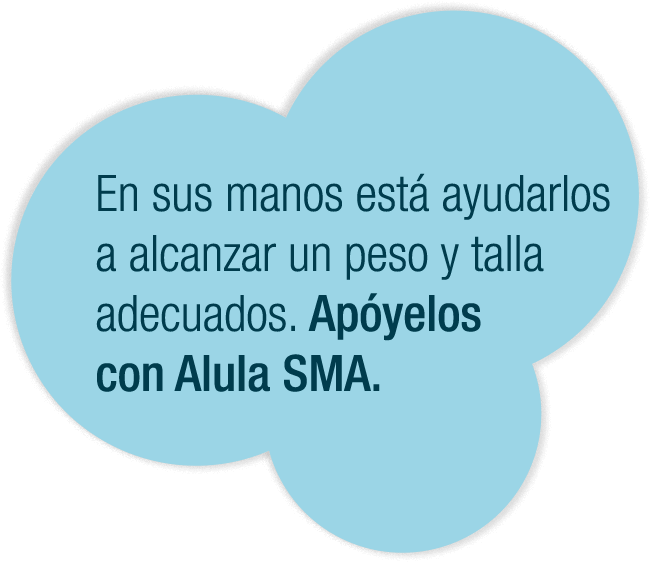 En sus manos está ayudarlos
a alcanzar un peso y talla
adecuados. Apóyelos
con Alula SMA.